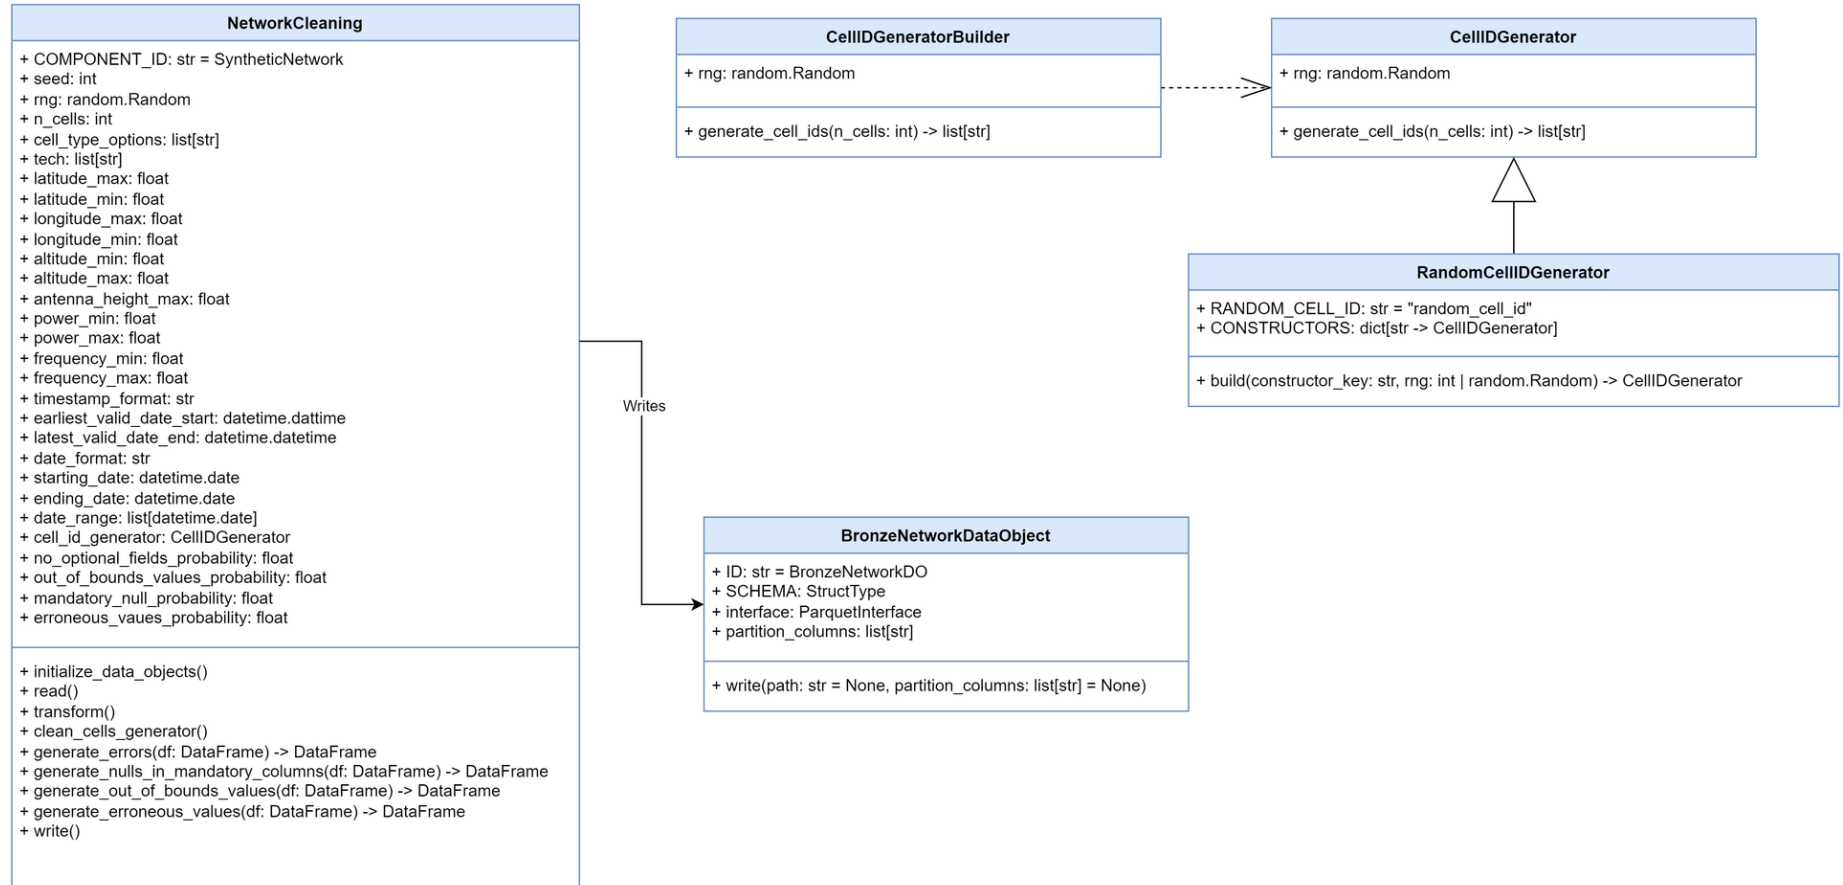 NetworkCleaning
+ COMPONENT_ID: str = SyntheticNetwork
+ seed: int
+ rng: random.Random
+ n_cells: int
+ cell_type_options: list[str]
+ tech: list[str]
+ latitude_max: float
+ latitude_min: float
+ longitude_max: float
+ longitude_min: float
+ altitude_min: float
+ altitude_max: float
+ antenna_height_max: float
+ power_min: float
+ power_max: float
+ frequency_min: float
+ frequency_max: float
+ timestamp_format: str
+ earliest_valid_date_start: datetime.dattime
+ latest_valid_date_end: datetime.datetime
+ date_format: str
+ starting_date: datetime.date
+ ending_date: datetime.date
+ date_range: list[datetime.date]
+ cell_id_generator: CellIDGenerator
+ no_optional_fields_probability: float
+ out_of_bounds_values_probability: float
+ mandatory_null_probability: float
+ erroneous_vaues_probability: float
+ initialize_data_objects()
+ read()
+ transform()
+ clean_cells_generator()
+ generate_errors(df: DataFrame) -> DataFrame
+ generate_nulls_in_mandatory_columns(df: DataFrame) -> DataFrame
+ generate_out_of_bounds_values(df: DataFrame) -> DataFrame
+ generate_erroneous_values(df: DataFrame) -> DataFrame
+ write()
Writes
CellIDGeneratorBuilder
+ rng: random.Random
+ generate_cell_ids(n_cells: int) -> list[str]
CellIDGenerator
+ rng: random.Random
+ generate_cell_ids(n_cells: int) -> list[str]
RandomCellIDGenerator
+ RANDOM_CELL_ID: str = "random_cell_id"
+ CONSTRUCTORS: dict[str -> CellIDGenerator]
+ build(constructor_key: str, rng: int | random.Random) -> CellIDGenerator
BronzeNetworkDataObject
+ ID: str = BronzeNetworkDO
+ SCHEMA: StructType
+ interface: ParquetInterface
+ partition_columns: list[str]
+ write(path: str = None, partition_columns: list[str] = None)